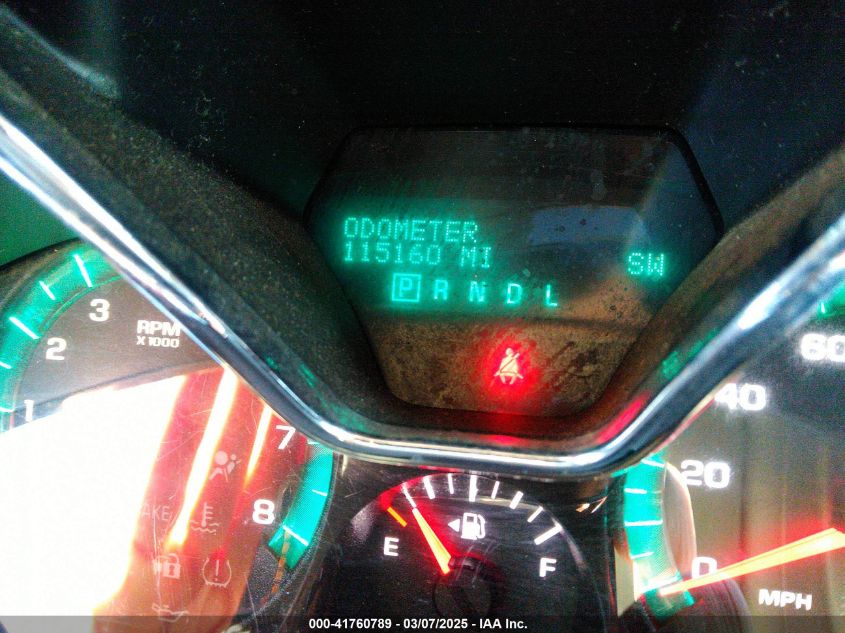 ODOMETER
115160 MI
SW
P R N D L
3
RPM
X1000
2
1
7
8
E
F
60
40
20
0
MPH
000-41760789 - 03/07/2025 - IAA Inc.